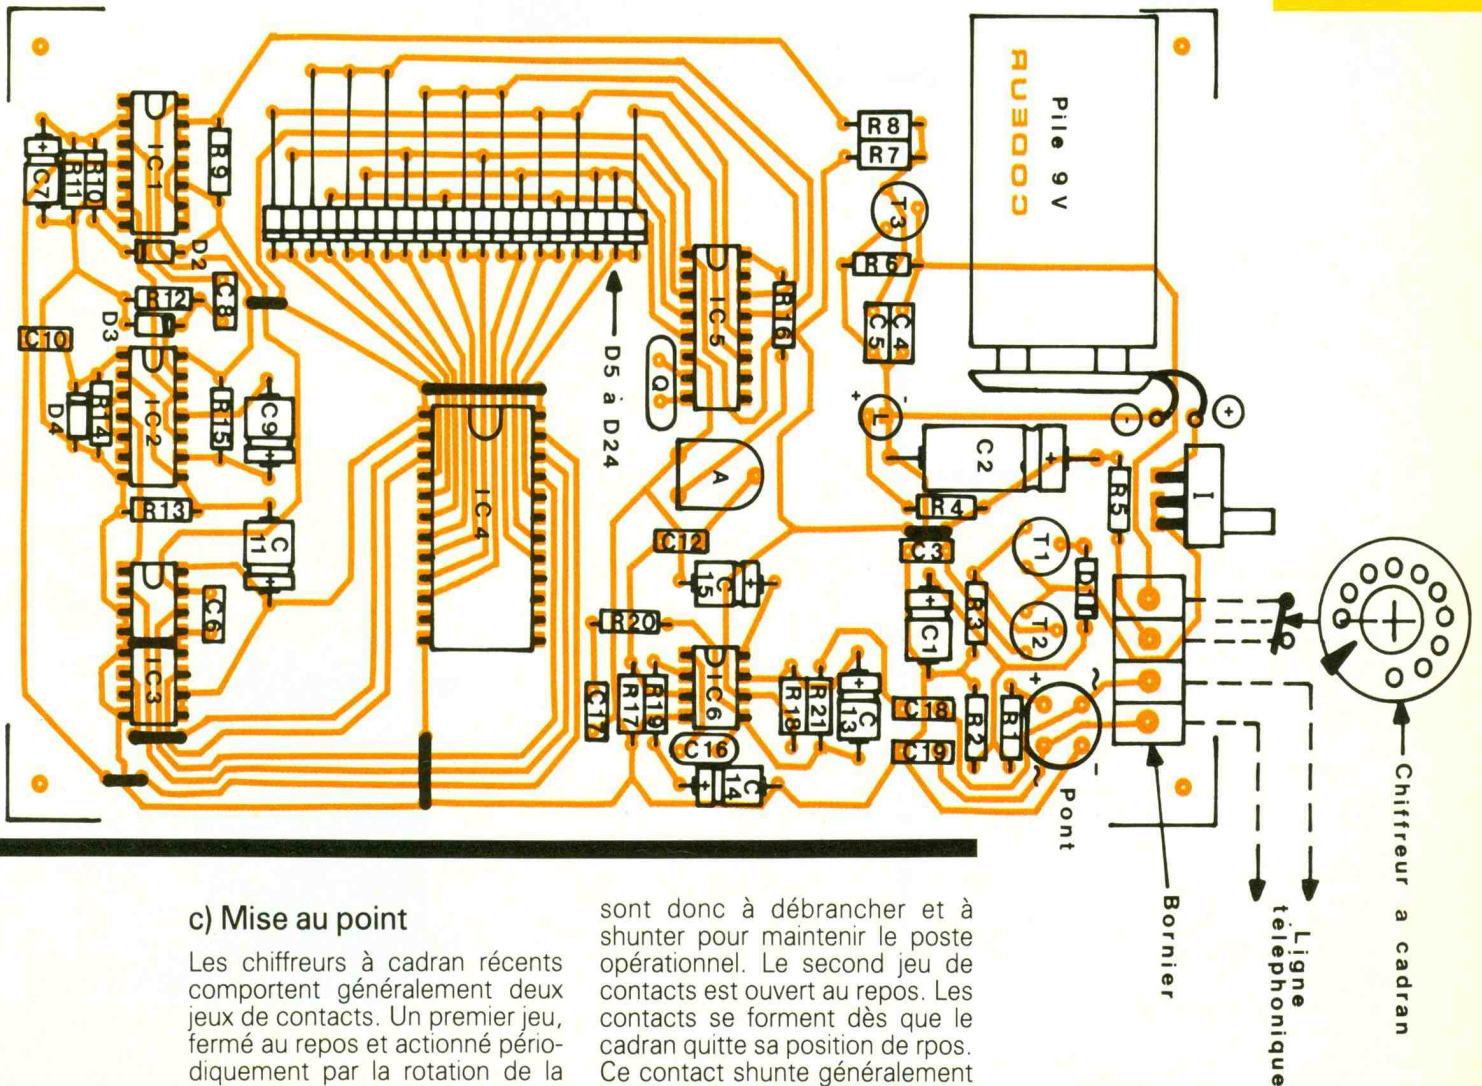 CODEUR
Pile 9 V
R8
R7
T3
R6
C4
C5
L
+
-
-
+
C2
+
R5
R4
I
C3
T1
T2
D1
R3
C1
+
R9
IC1
C7
+
R11
R10
D2
C8
R12
D3
C10
IC2
R14
D4
R15
C9
+
R13
C11
+
C6
IC3
IC4
IC5
R16
Q
D5 à D24
A
C12
C15
+
R20
IC6
R17
R19
C17
R18
R21
C13
+
C16
C14
+
C18
C19
R2
R1
+
~
~
-
Pont
Bornier
Ligne
téléphonique
Chiffreur a cadran
c) Mise au point
Les chiffreurs à cadran récents
comportent généralement deux
jeux de contacts. Un premier jeu,
fermé au repos et actionné pério-
diquement par la rotation de la
sont donc à débrancher et à
shunter pour maintenir le poste
opérationnel. Le second jeu de
contacts est ouvert au repos. Les
contacts se forment dès que le
cadran quitte sa position de rpos.
Ce contact shunte généralement